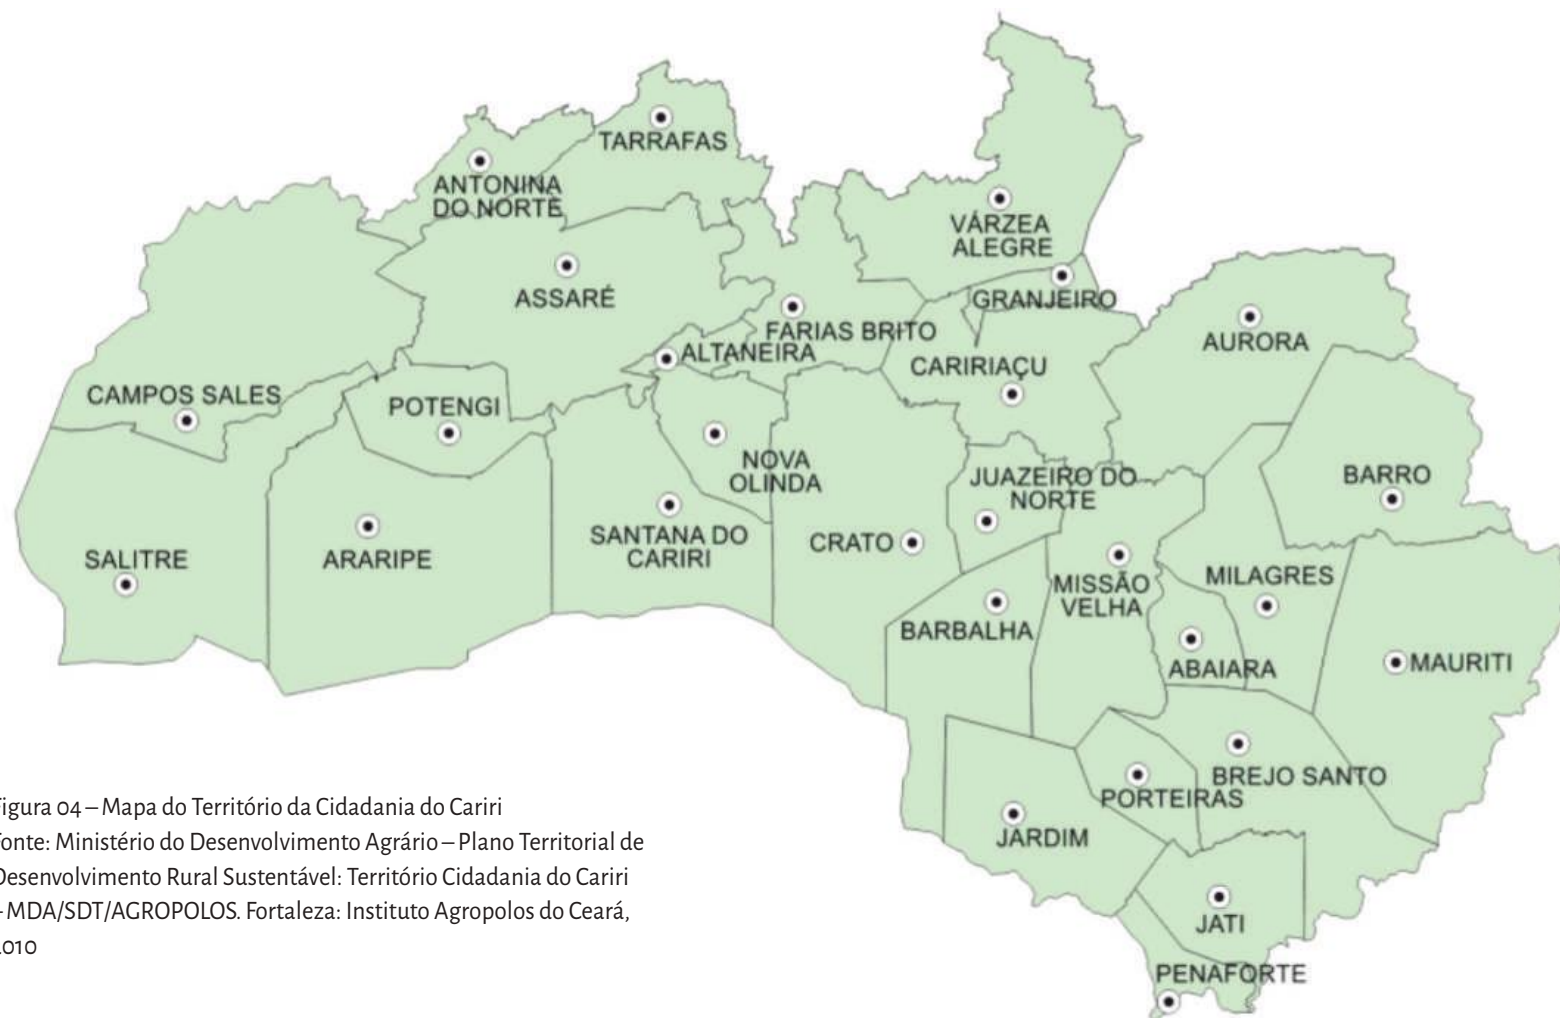 TARRAFAS
ANTONINA
DO NORTE
VÁRZEA
ALEGRE
ASSARÉ
GRANJEIRO
FARIAS BRITO
AURORA
ALTANEIRA
CARIRIAÇU
CAMPOS SALES
POTENGI
NOVA
OLINDA
JUAZEIRO DO
NORTE
BARRO
SANTANA DO
CARIRI
CRATO
SALITRE
ARARIPE
MISSÃO
VELHA
MILAGRES
BARBALHA
ABAIARA
MAURITI
BREJO SANTO
PORTEIRAS
JARDIM
JATI
PENAFORTE
Figura 04 – Mapa do Território da Cidadania do Cariri
Fonte: Ministério do Desenvolvimento Agrário – Plano Territorial de
Desenvolvimento Rural Sustentável: Território Cidadania do Cariri
– MDA/SDT/AGROPOLOS. Fortaleza: Instituto Agropolos do Ceará,
2010